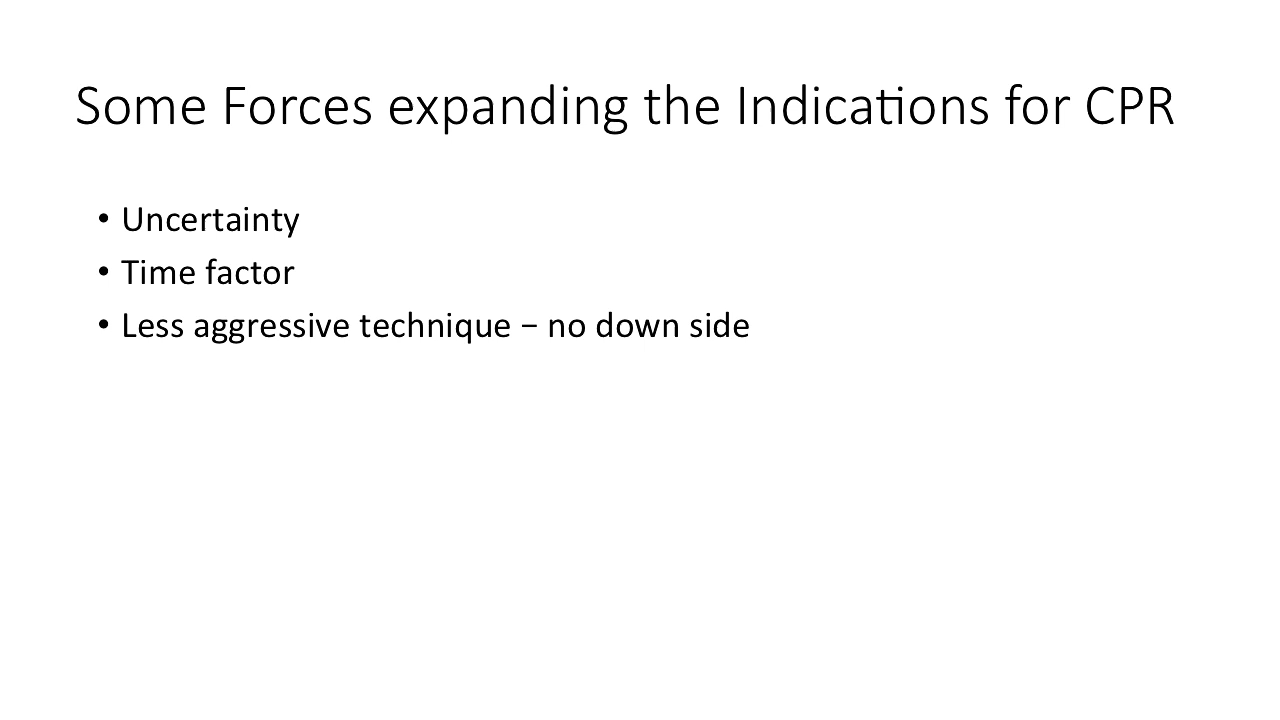 Some Forces expanding the Indications for CPR
• Uncertainty
• Time factor
• Less aggressive technique – no down side